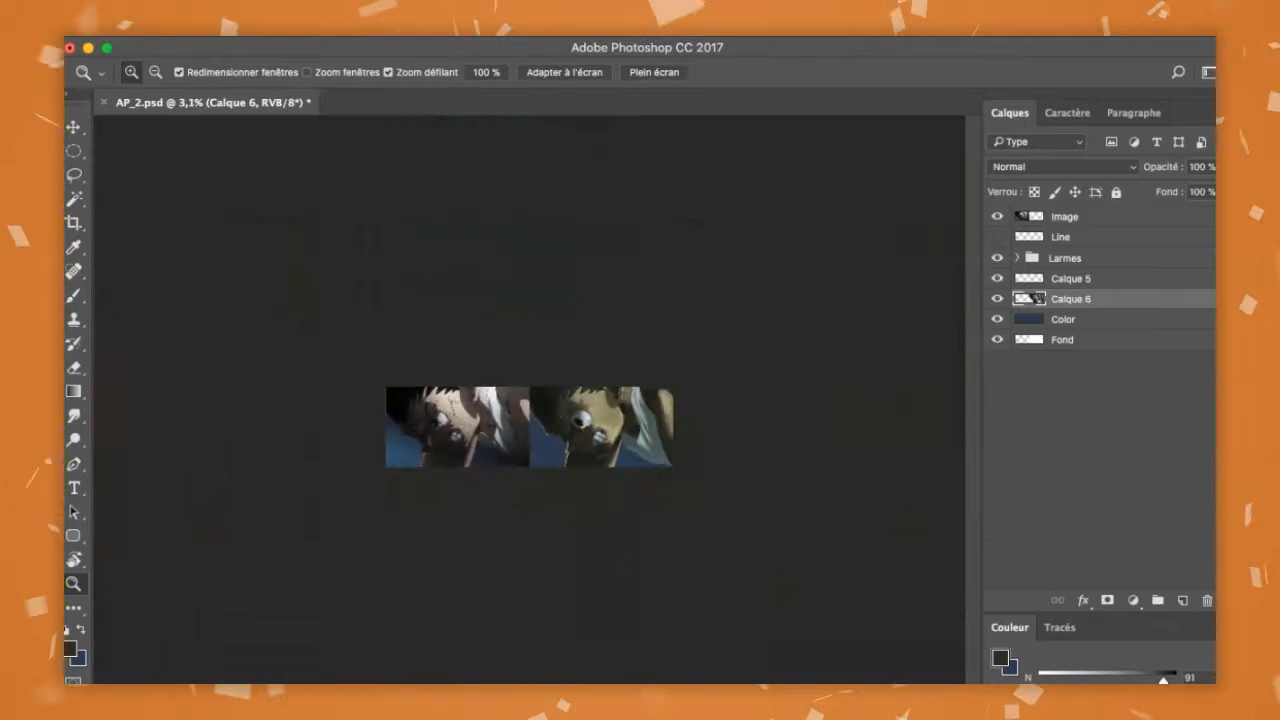 Adobe Photoshop CC 2017
Redimensionner fenêtres Zoom fenêtres Zoom défilant 100 % Adapter à l'écran Plein écran
AP_2.psd @ 3,1% (Calque 6, RVB/8*) *
Calques Caractère Paragraphe
Type
Normal Opacité : 100 %
Verrou : Fond : 100 %
Image
Line
Larmes
Calque 5
Calque 6
Color
Fond
fx
Couleur Tracés
N 91